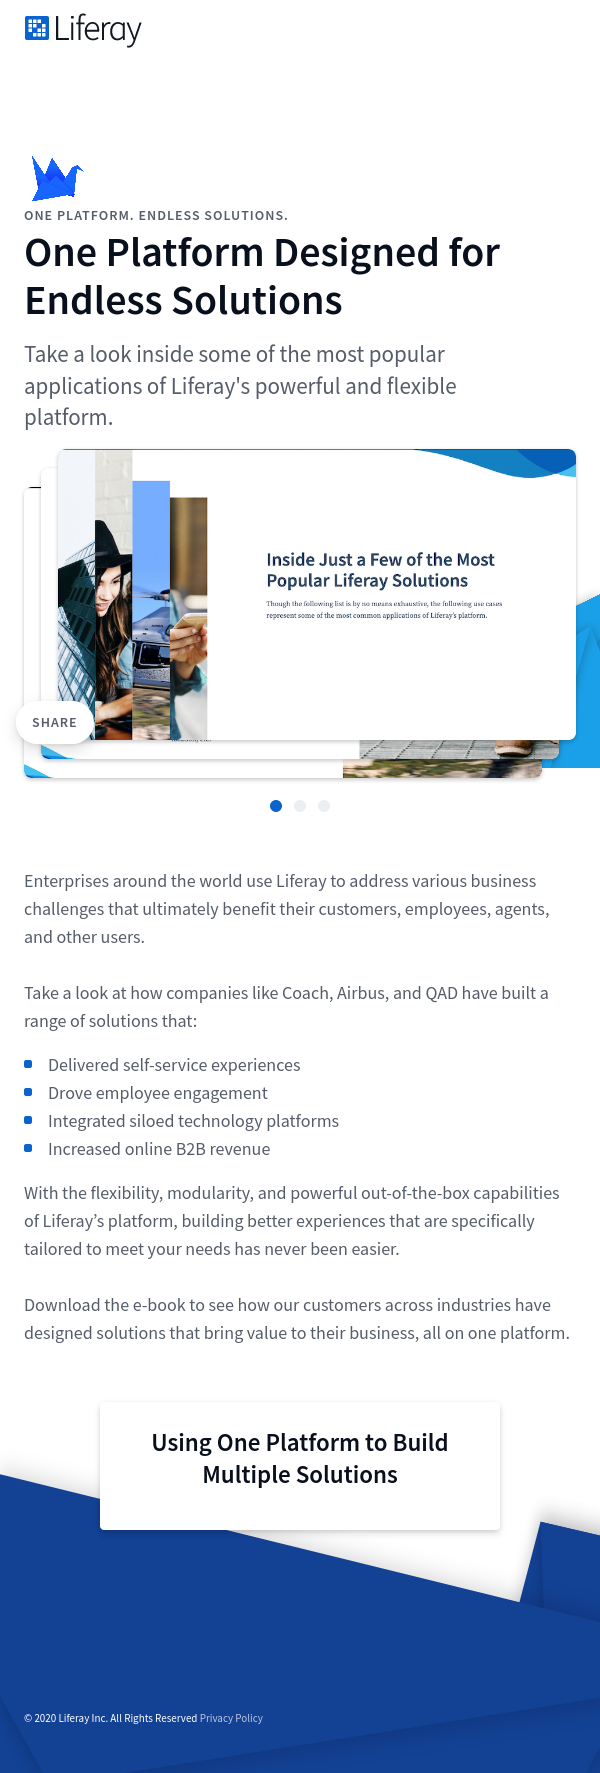 Liferay
ONE PLATFORM. ENDLESS SOLUTIONS.
One Platform Designed for
Endless Solutions
Take a look inside some of the most popular
applications of Liferay's powerful and flexible
platform.
Inside Just a Few of the Most
Popular Liferay Solutions
Though the following list is by no means exhaustive, the following use cases
represent some of the most common applications of Liferay's platform.
SHARE
Enterprises around the world use Liferay to address various business
challenges that ultimately benefit their customers, employees, agents,
and other users.
Take a look at how companies like Coach, Airbus, and QAD have built a
range of solutions that:
Delivered self-service experiences
Drove employee engagement
Integrated siloed technology platforms
Increased online B2B revenue
With the flexibility, modularity, and powerful out-of-the-box capabilities
of Liferay’s platform, building better experiences that are specifically
tailored to meet your needs has never been easier.
Download the e-book to see how our customers across industries have
designed solutions that bring value to their business, all on one platform.
Using One Platform to Build
Multiple Solutions
© 2020 Liferay Inc. All Rights Reserved Privacy Policy